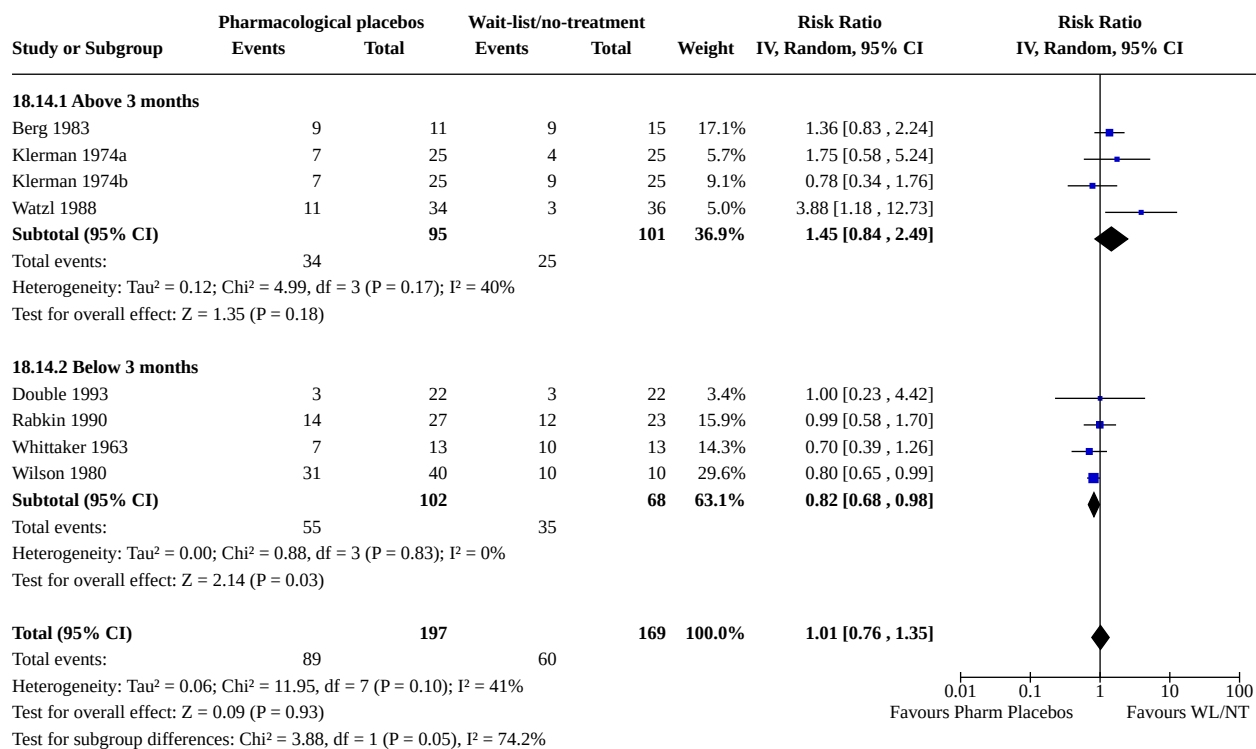 Pharmacological placebos Wait-list/no-treatment Risk Ratio Risk Ratio
Study or Subgroup Events Total Events Total Weight IV, Random, 95% CI IV, Random, 95% CI
18.14.1 Above 3 months
Berg 1983 9 11 9 15 17.1% 1.36 [0.83 , 2.24]
Klerman 1974a 7 25 4 25 5.7% 1.75 [0.58 , 5.24]
Klerman 1974b 7 25 9 25 9.1% 0.78 [0.34 , 1.76]
Watzl 1988 11 34 3 36 5.0% 3.88 [1.18 , 12.73]
Subtotal (95% CI) 95 101 36.9% 1.45 [0.84 , 2.49]
Total events: 34 25
Heterogeneity: Tau² = 0.12; Chi² = 4.99, df = 3 (P = 0.17); I² = 40%
Test for overall effect: Z = 1.35 (P = 0.18)
18.14.2 Below 3 months
Double 1993 3 22 3 22 3.4% 1.00 [0.23 , 4.42]
Rabkin 1990 14 27 12 23 15.9% 0.99 [0.58 , 1.70]
Whittaker 1963 7 13 10 13 14.3% 0.70 [0.39 , 1.26]
Wilson 1980 31 40 10 10 29.6% 0.80 [0.65 , 0.99]
Subtotal (95% CI) 102 68 63.1% 0.82 [0.68 , 0.98]
Total events: 55 35
Heterogeneity: Tau² = 0.00; Chi² = 0.88, df = 3 (P = 0.83); I² = 0%
Test for overall effect: Z = 2.14 (P = 0.03)
Total (95% CI) 197 169 100.0% 1.01 [0.76 , 1.35]
Total events: 89 60
Heterogeneity: Tau² = 0.06; Chi² = 11.95, df = 7 (P = 0.10); I² = 41%
Test for overall effect: Z = 0.09 (P = 0.93)
Test for subgroup differences: Chi² = 3.88, df = 1 (P = 0.05), I² = 74.2%
0.01 0.1 1 10 100
Favours Pharm Placebos Favours WL/NT